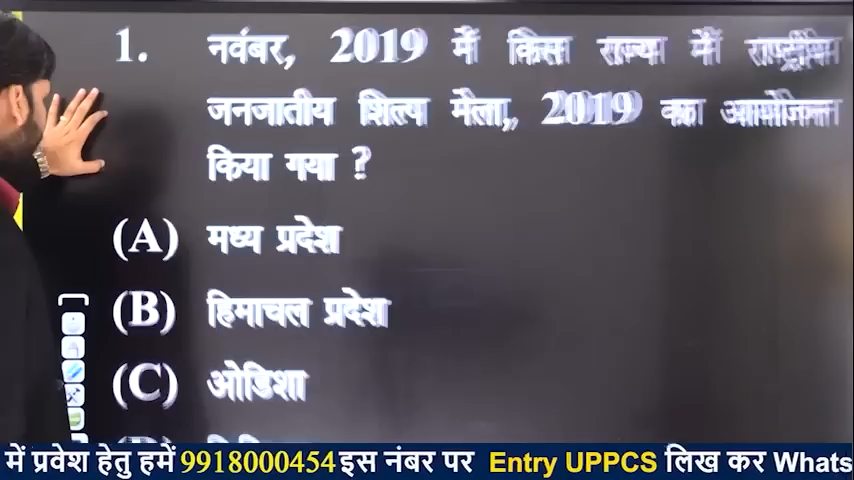 1. नवंबर, 2019 में किस राज्य में राष्ट्रीय
जनजातीय शिल्प मेला, 2019 का आयोजन
किया गया ?
(A) मध्य प्रदेश
(B) हिमाचल प्रदेश
(C) ओडिशा
में प्रवेश हेतु हमें 9918000454 इस नंबर पर Entry UPPCS लिख कर Whats